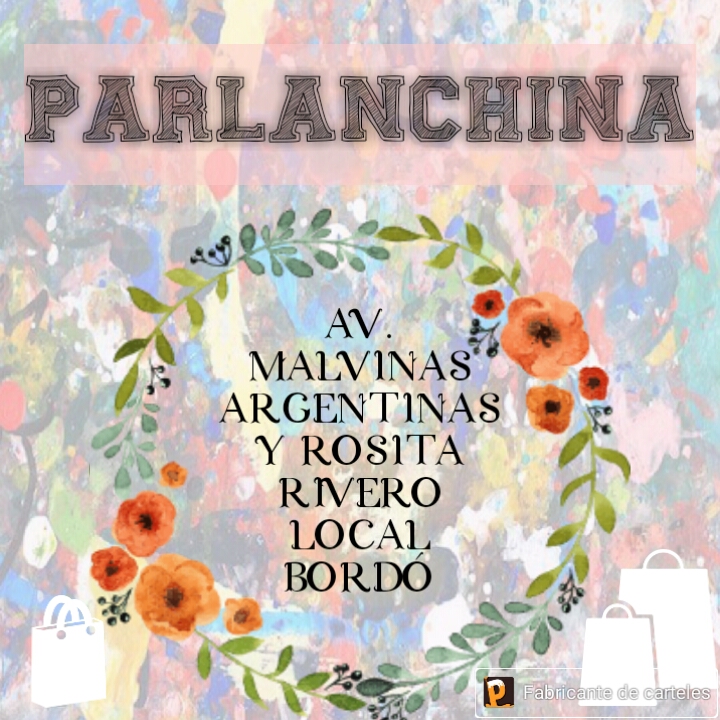 PARLANCHINA
AV.
MALVINAS
ARGENTINAS
Y ROSITA
RIVERO
LOCAL
BORDÓ
Fabricante de carteles